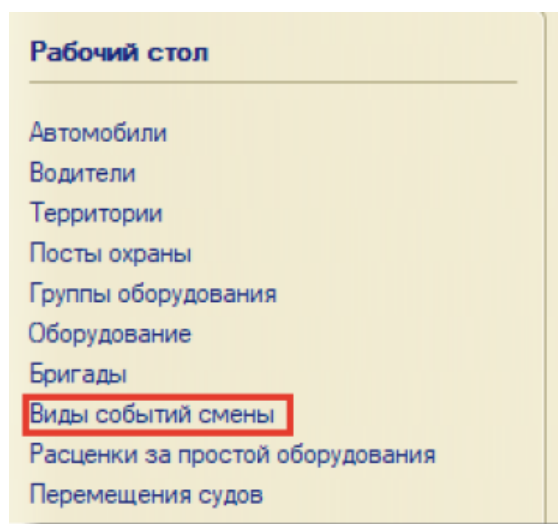 Рабочий стол
Автомобили
Водители
Территории
Посты охраны
Группы оборудования
Оборудование
Бригады
Виды событий смены
Расценки за простой оборудования
Перемещения судов